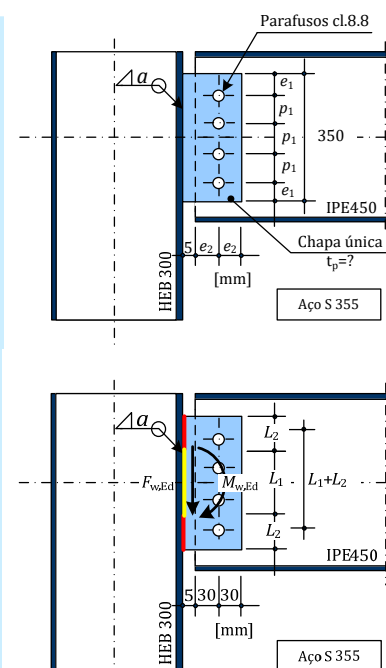 Parafusos cl.8.8
a
e₁
p₁
p₁
350
p₁
e₁
IPE450
Chapa única
tₚ=?
5 e₂ e₂
[mm]
HEB 300
Aço S 355
a
L₂
F_w,Ed
M_w,Ed
L₁
L₁+L₂
L₂
IPE450
5 30 30
[mm]
HEB 300
Aço S 355